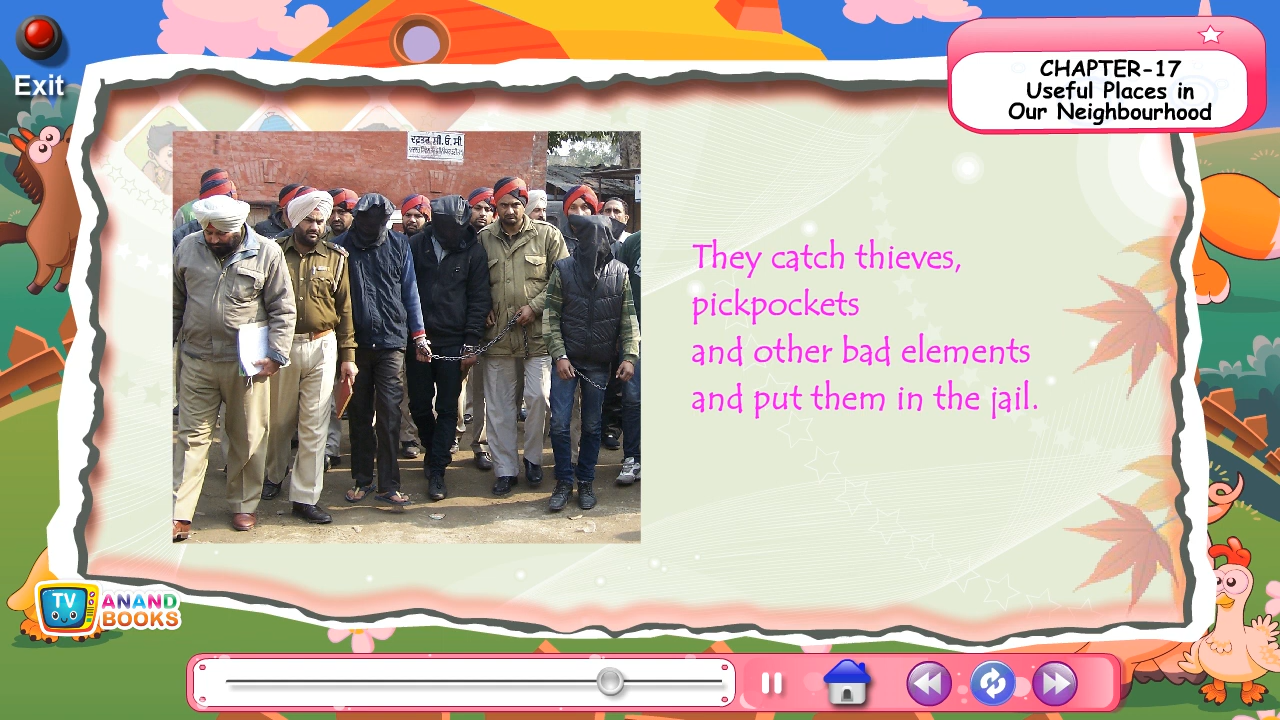 Exit
CHAPTER-17
Useful Places in
Our Neighbourhood
They catch thieves,
pickpockets
and other bad elements
and put them in the jail.
TV ANAND
BOOKS